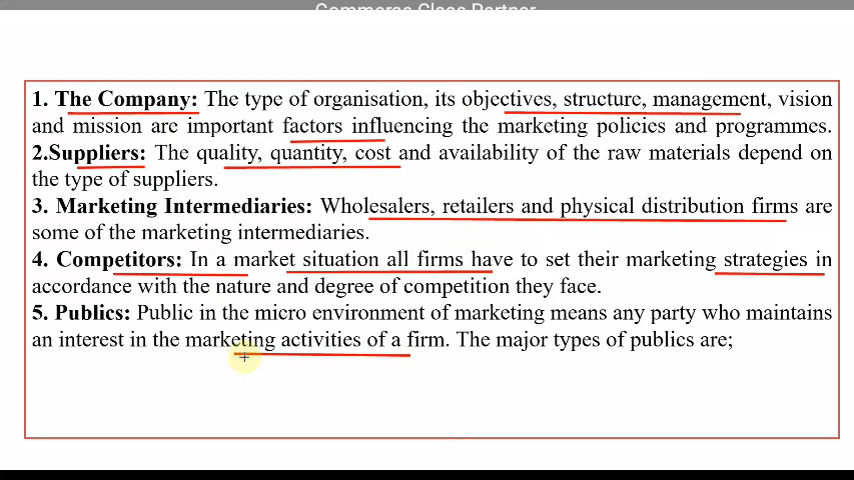 Commerce Class Partner
1. The Company: The type of organisation, its objectives, structure, management, vision
and mission are important factors influencing the marketing policies and programmes.
2.Suppliers: The quality, quantity, cost and availability of the raw materials depend on
the type of suppliers.
3. Marketing Intermediaries: Wholesalers, retailers and physical distribution firms are
some of the marketing intermediaries.
4. Competitors: In a market situation all firms have to set their marketing strategies in
accordance with the nature and degree of competition they face.
5. Publics: Public in the micro environment of marketing means any party who maintains
an interest in the marketing activities of a firm. The major types of publics are;